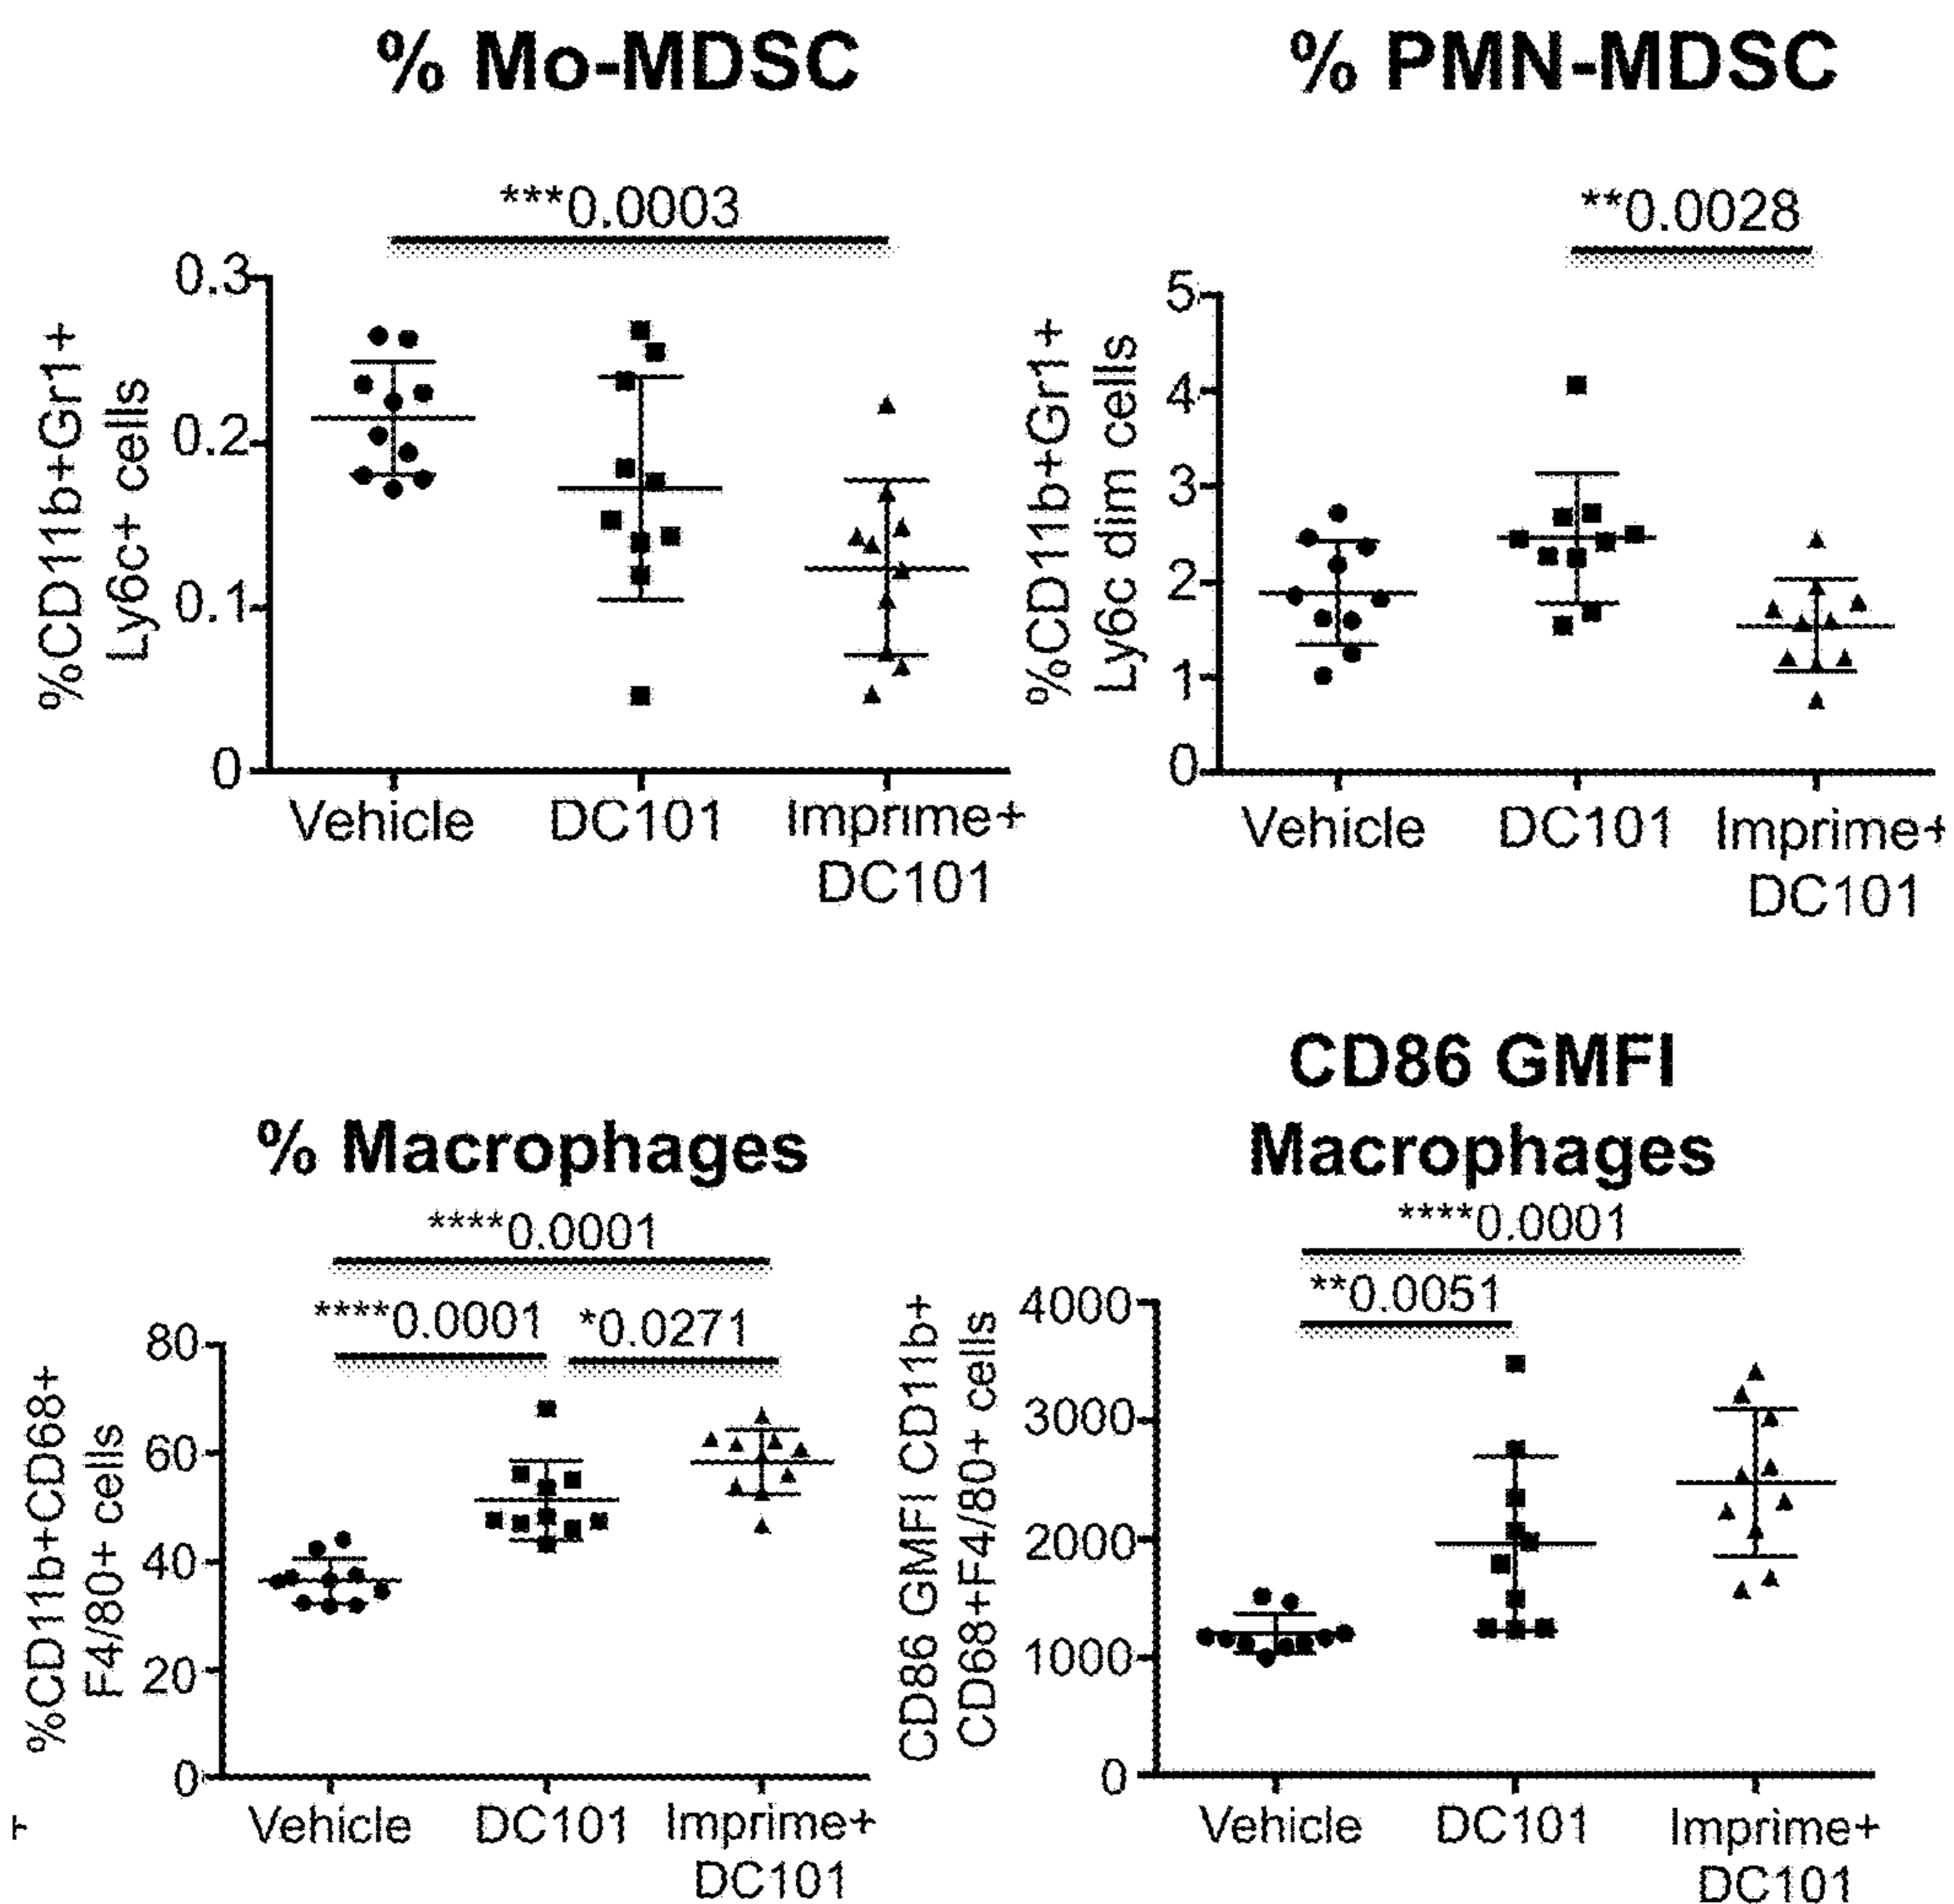 % Mo-MDSC
***0.0003
%CD11b+Gr1+
Ly6c+ cells
0.3
0.2
0.1
0
Vehicle
DC101
Imprime+
DC101
% PMN-MDSC
**0.0028
%CD11b+Gr1+
Ly6c dim cells
5
4
3
2
1
0
Vehicle
DC101
Imprime+
DC101
% Macrophages
****0.0001
****0.0001
*0.0271
%CD11b+CD68+
F4/80+ cells
80
60
40
20
0
Vehicle
DC101
Imprime+
DC101
CD86 GMFI
Macrophages
****0.0001
**0.0051
CD86 GMFI CD11b+
CD68+F4/80+ cells
4000
3000
2000
1000
0
Vehicle
DC101
Imprime+
DC101